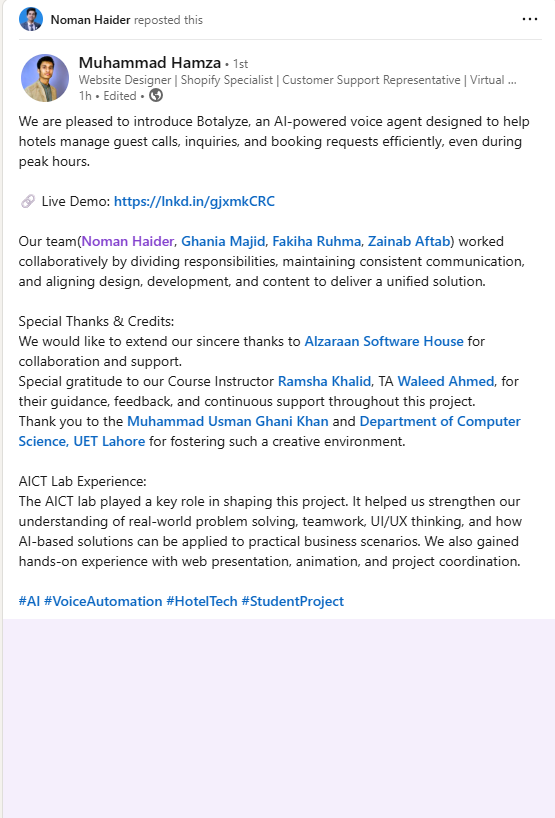 Noman Haider reposted this
Muhammad Hamza • 1st
Website Designer | Shopify Specialist | Customer Support Representative | Virtual ...
1h • Edited •
We are pleased to introduce Botalyze, an AI-powered voice agent designed to help
hotels manage guest calls, inquiries, and booking requests efficiently, even during
peak hours.
🔗 Live Demo: https://lnkd.in/gjxmkCRC
Our team(Noman Haider, Ghania Majid, Fakiha Ruhma, Zainab Aftab) worked
collaboratively by dividing responsibilities, maintaining consistent communication,
and aligning design, development, and content to deliver a unified solution.
Special Thanks & Credits:
We would like to extend our sincere thanks to Alzaraan Software House for
collaboration and support.
Special gratitude to our Course Instructor Ramsha Khalid, TA Waleed Ahmed, for
their guidance, feedback, and continuous support throughout this project.
Thank you to the Muhammad Usman Ghani Khan and Department of Computer
Science, UET Lahore for fostering such a creative environment.
AICT Lab Experience:
The AICT lab played a key role in shaping this project. It helped us strengthen our
understanding of real-world problem solving, teamwork, UI/UX thinking, and how
AI-based solutions can be applied to practical business scenarios. We also gained
hands-on experience with web presentation, animation, and project coordination.
#AI #VoiceAutomation #HotelTech #StudentProject